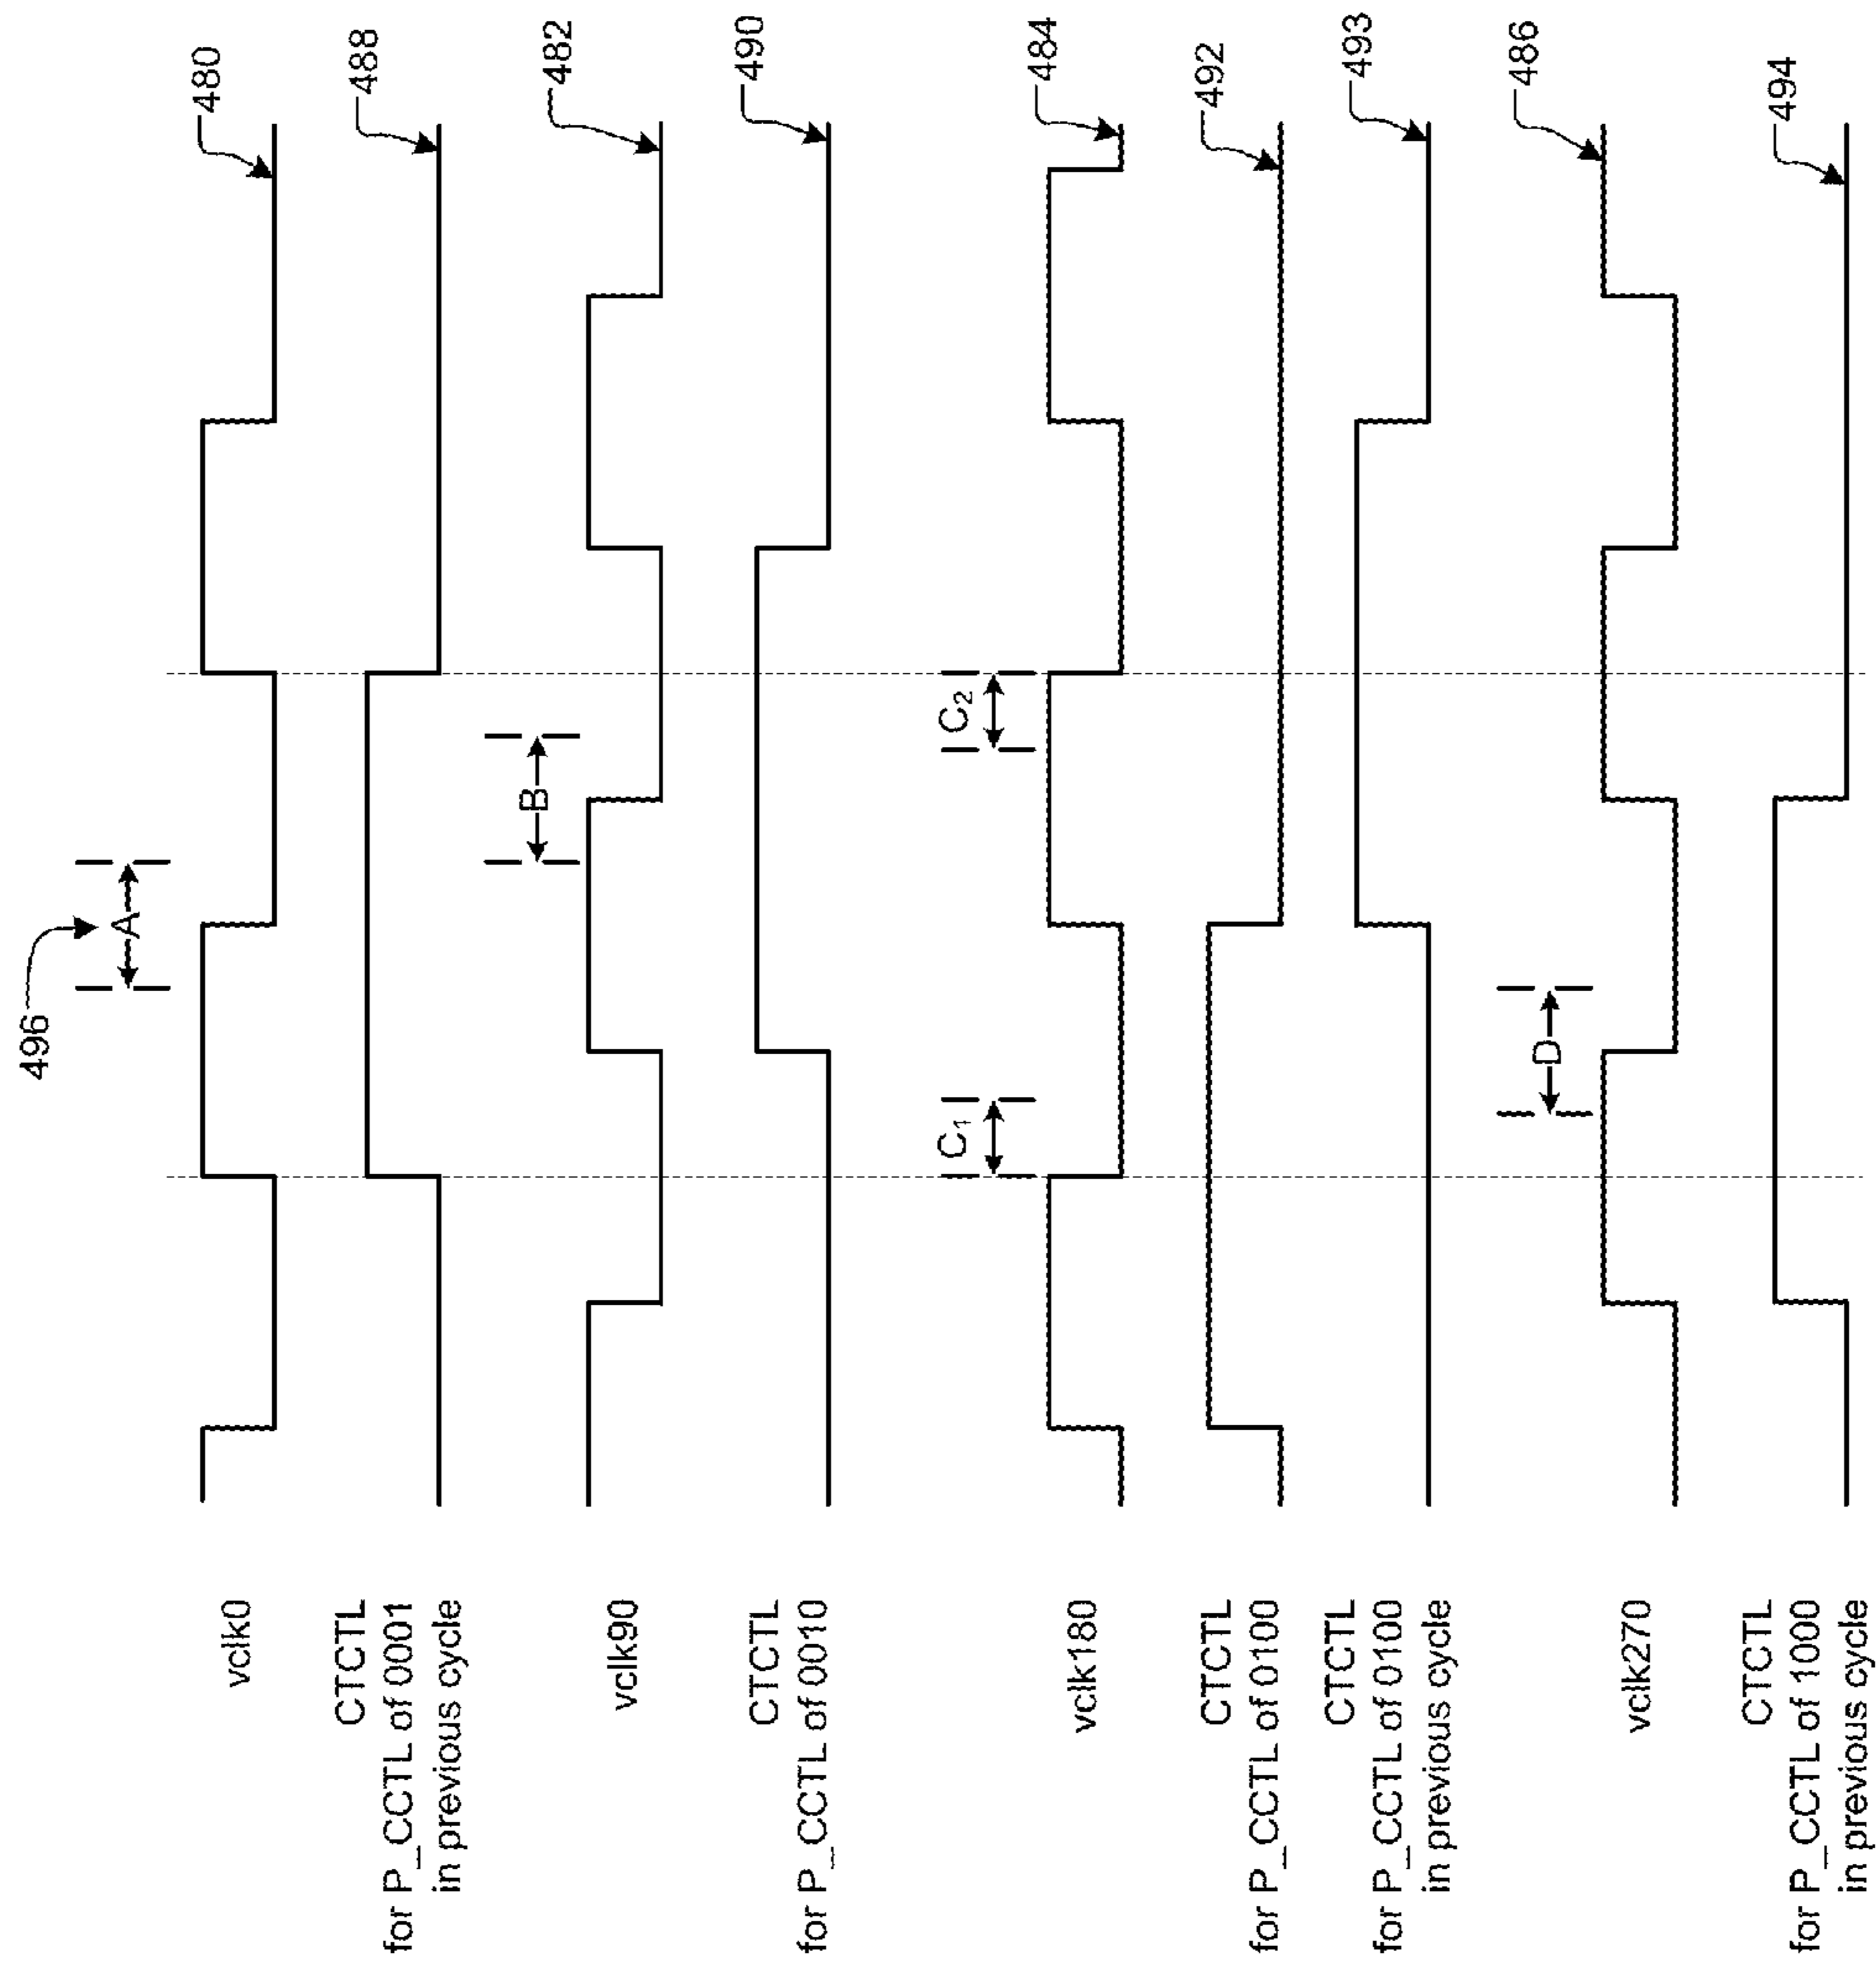 496
A
vclk0
480
CTCTL
for P_CCTL of 0001
in previous cycle
488
B
vclk90
482
CTCTL
for P_CCTL of 0010
490
C1
C2
vclk180
484
CTCTL
for P_CCTL of 0100
492
CTCTL
for P_CCTL of 0100
in previous cycle
493
D
vclk270
486
CTCTL
for P_CCTL of 1000
in previous cycle
494